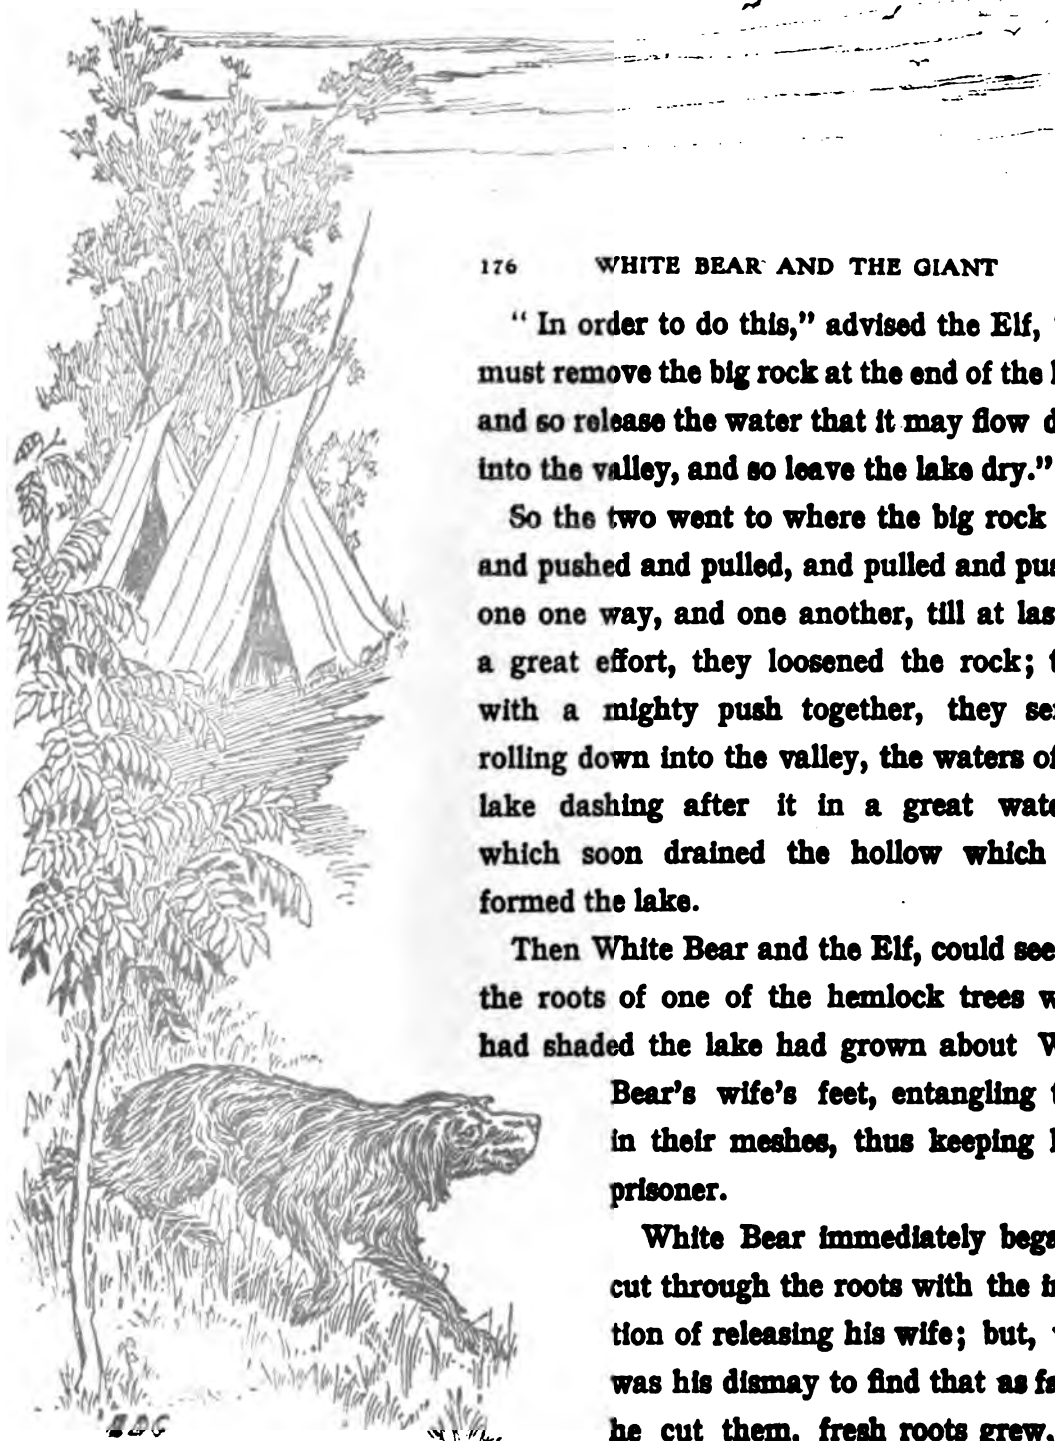 176 WHITE BEAR AND THE GIANT
“ In order to do this,” advised the Elf,
must remove the big rock at the end of the
and so release the water that it may flow
into the valley, and so leave the lake dry.”
So the two went to where the big rock
and pushed and pulled, and pulled and
one one way, and one another, till at
a great effort, they loosened the rock;
with a mighty push together, they
rolling down into the valley, the waters
lake dashing after it in a great
which soon drained the hollow which
formed the lake.
Then White Bear and the Elf, could see
the roots of one of the hemlock trees
had shaded the lake had grown about
Bear’s wife’s feet, entangling
in their meshes, thus keeping
prisoner.
White Bear immediately
cut through the roots with the
tion of releasing his wife; but,
was his dismay to find that as
he cut them, fresh roots grew,